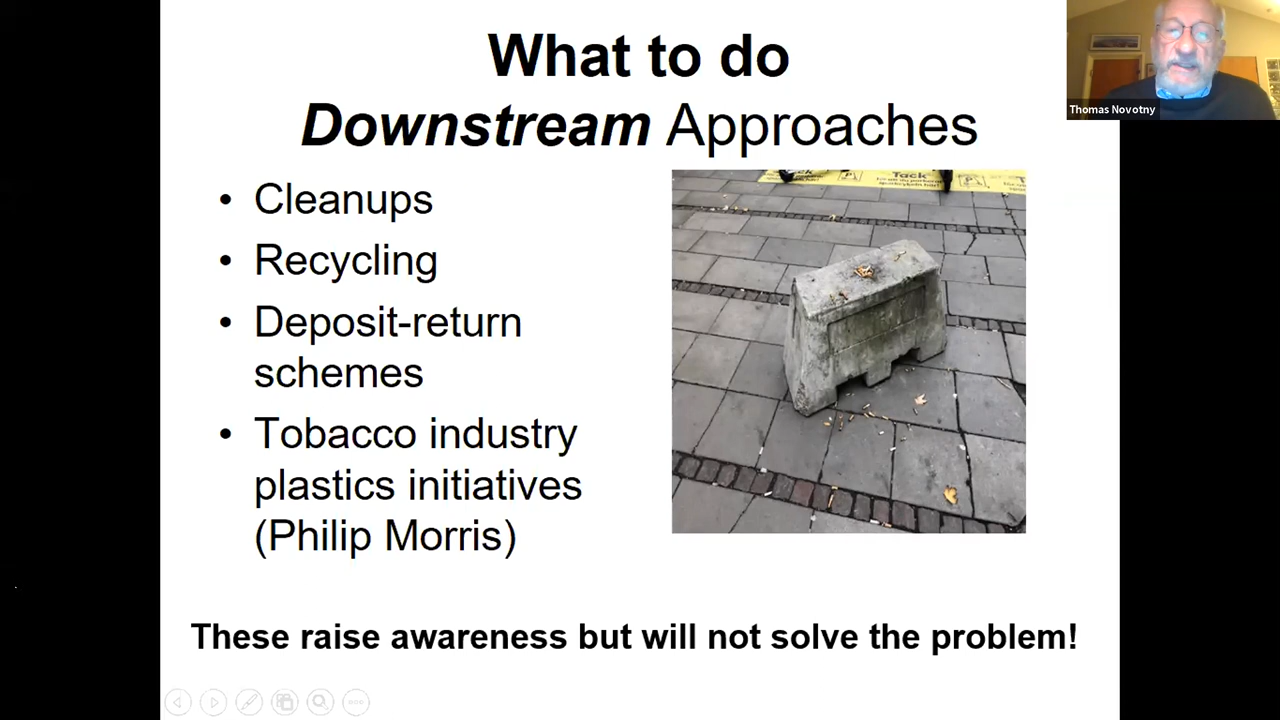 What to do
Downstream Approaches
Thomas Novotny
• Cleanups
• Recycling
• Deposit-return
schemes
• Tobacco industry
plastics initiatives
(Philip Morris)
Tack
P
These raise awareness but will not solve the problem!